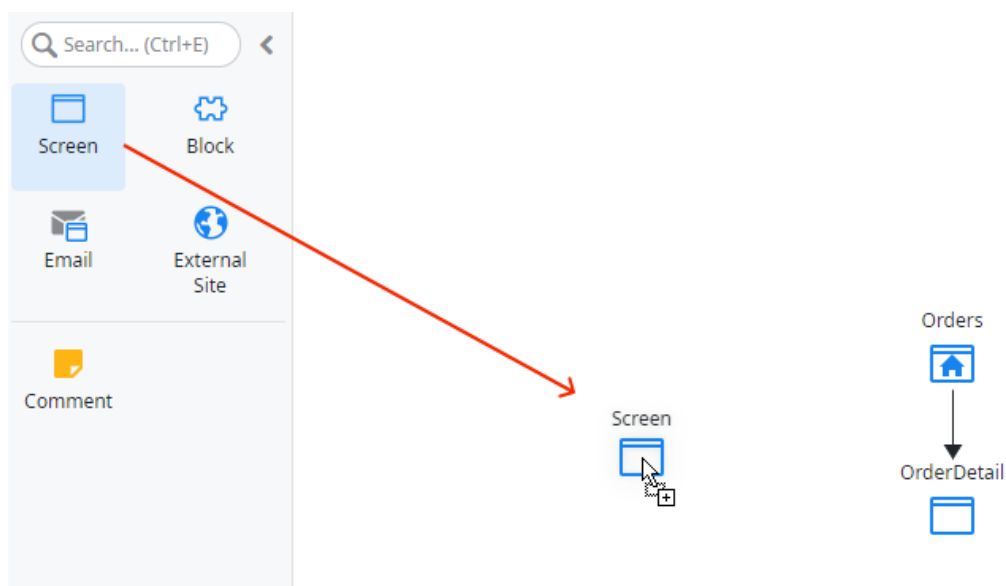 Search... (Ctrl+E)
Screen
Block
Email
External
Site
Comment
Screen
Orders
OrderDetail